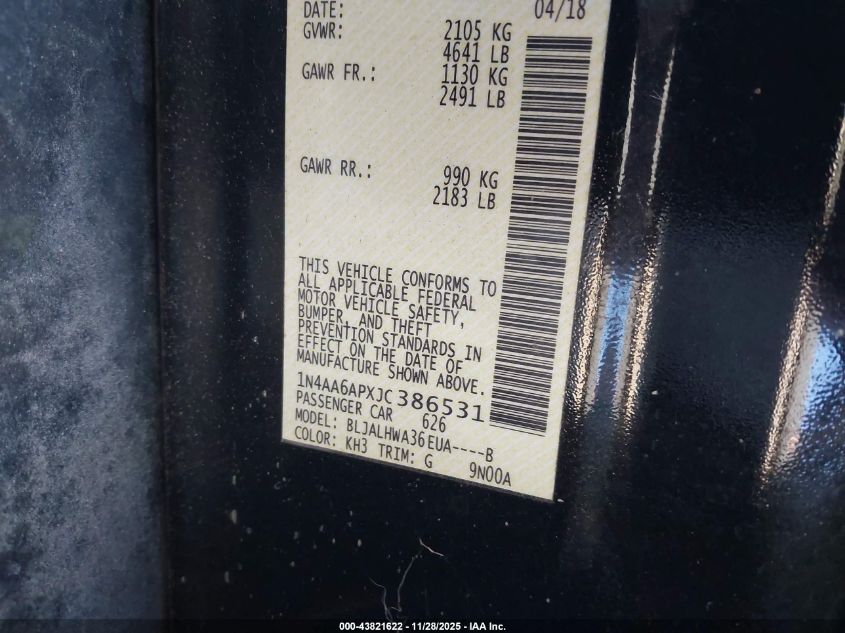 DATE: 04/18
GVWR: 2105 KG
4641 LB
GAWR FR.: 1130 KG
2491 LB
GAWR RR.: 990 KG
2183 LB
THIS VEHICLE CONFORMS TO
ALL APPLICABLE FEDERAL
MOTOR VEHICLE SAFETY,
BUMPER, AND THEFT
PREVENTION STANDARDS IN
EFFECT ON THE DATE OF
MANUFACTURE SHOWN ABOVE.
1N4AA6APXJC386531
PASSENGER CAR 626
MODEL: BLJALHWA36EUA----B
COLOR: KH3 TRIM: G 9N00A
000-43821622 - 11/28/2025 - IAA Inc.